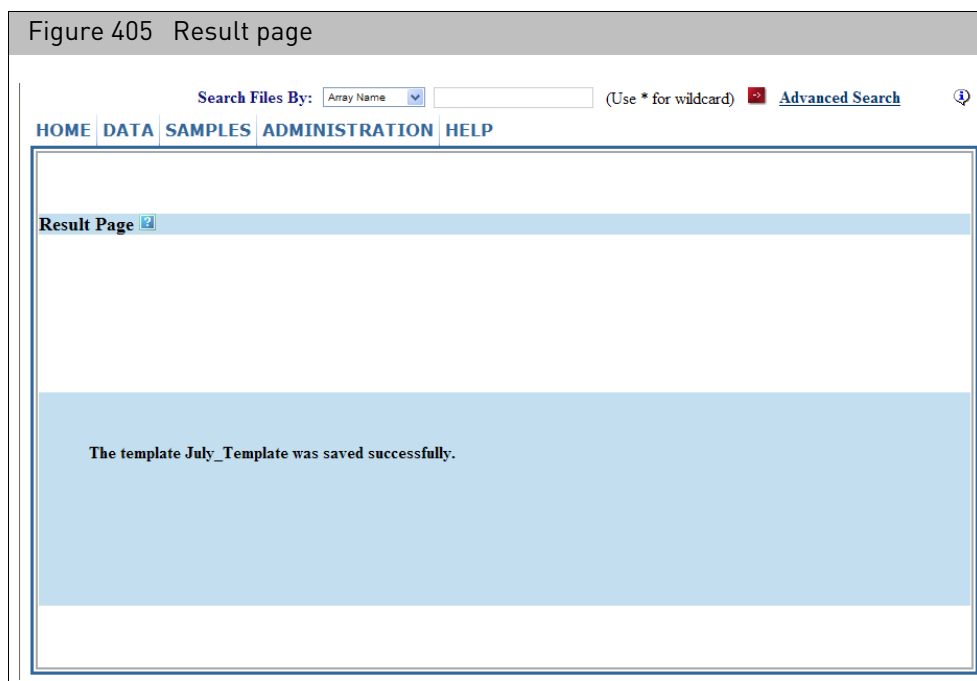 Figure 405 Result page
Search Files By: Array Name (Use * for wildcard) Advanced Search
HOME DATA SAMPLES ADMINISTRATION HELP
Result Page ?
The template July_Template was saved successfully.